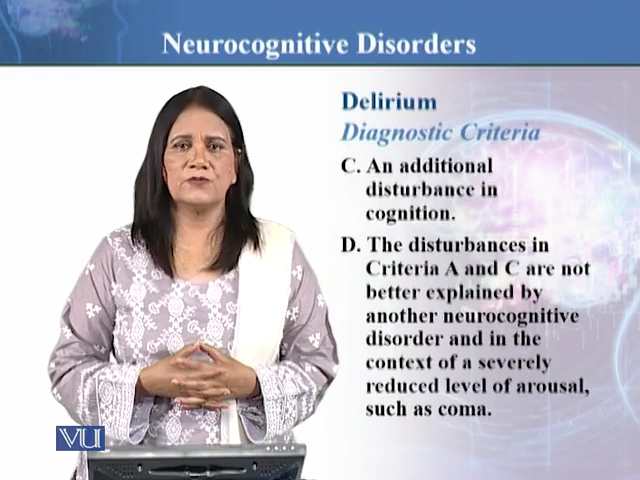 Neurocognitive Disorders
Delirium
Diagnostic Criteria
C. An additional
disturbance in
cognition.
D. The disturbances in
Criteria A and C are not
better explained by
another neurocognitive
disorder and in the
context of a severely
reduced level of arousal,
such as coma.
VU